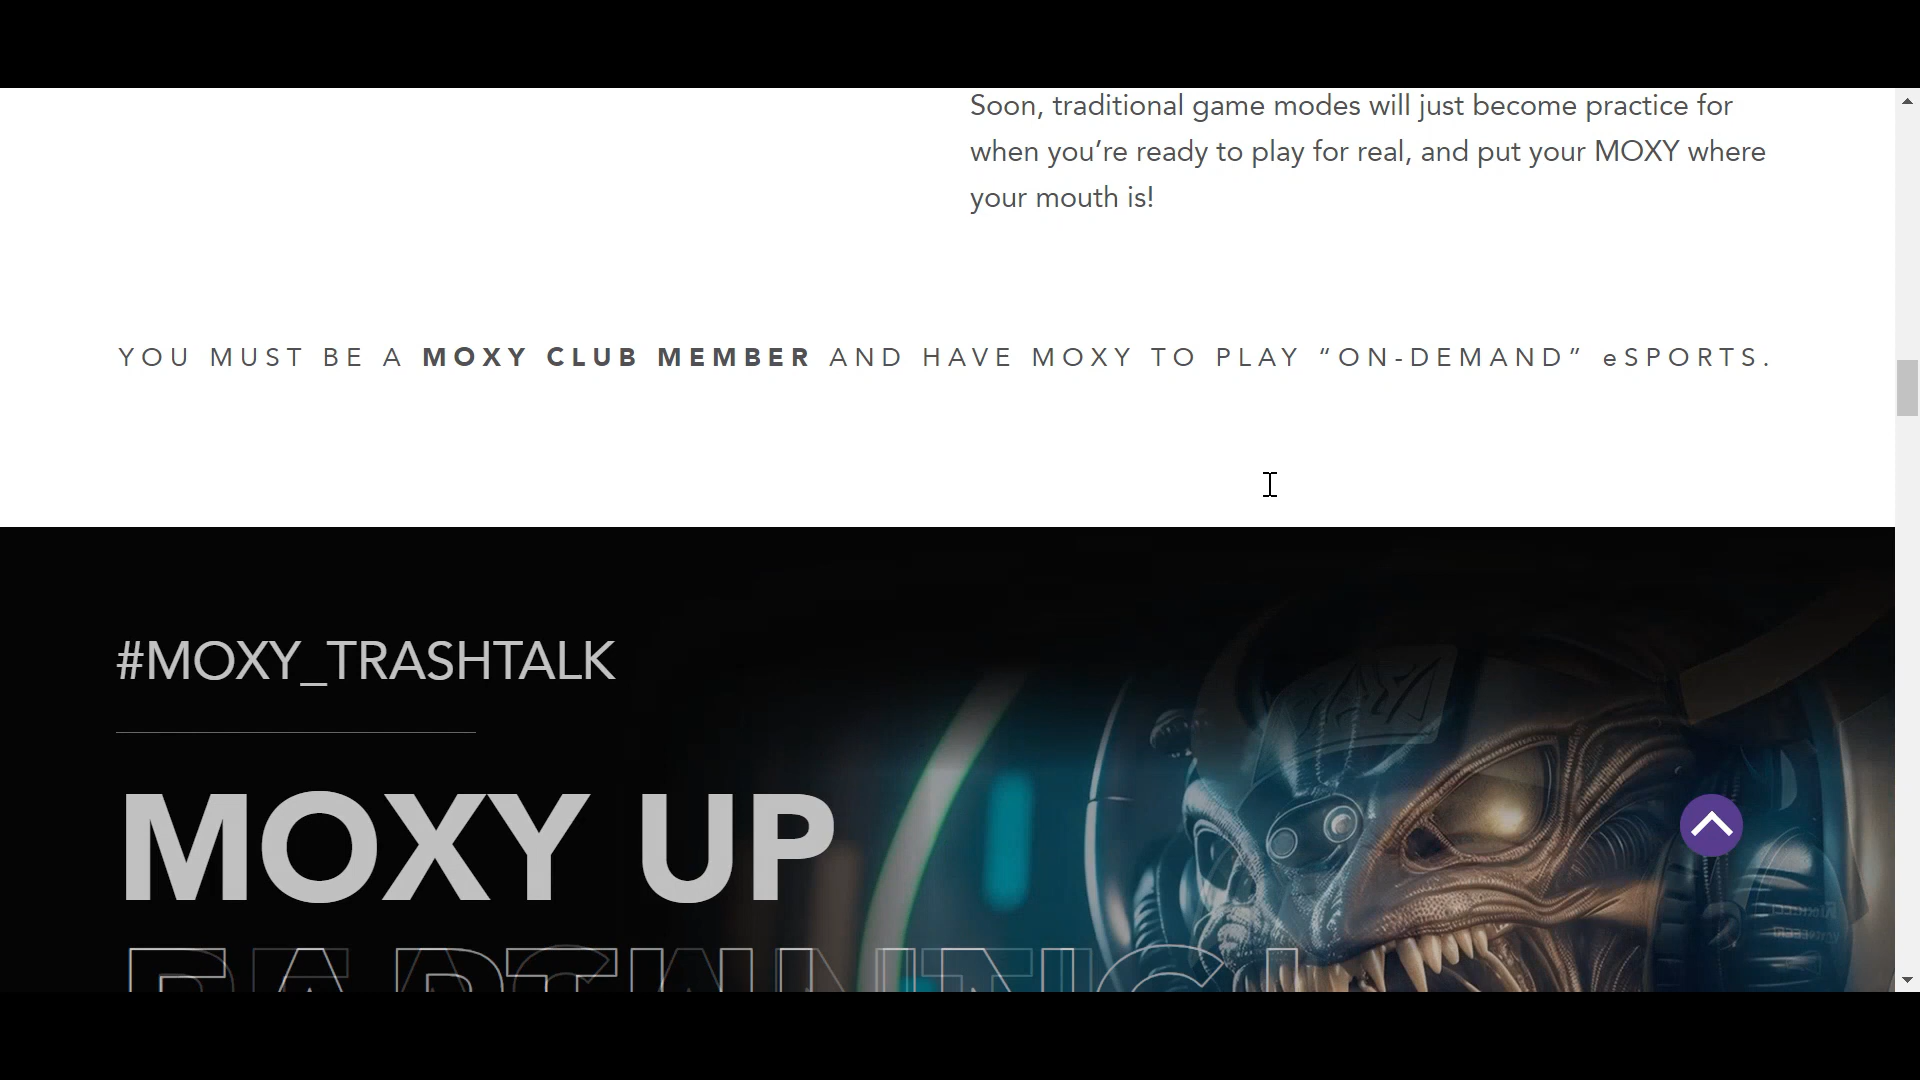 Soon, traditional game modes will just become practice for
when you’re ready to play for real, and put your MOXY where
your mouth is!
YOU MUST BE A MOXY CLUB MEMBER AND HAVE MOXY TO PLAY “ON-DEMAND” eSPORTS.
#MOXY_TRASHTALK
MOXY UP